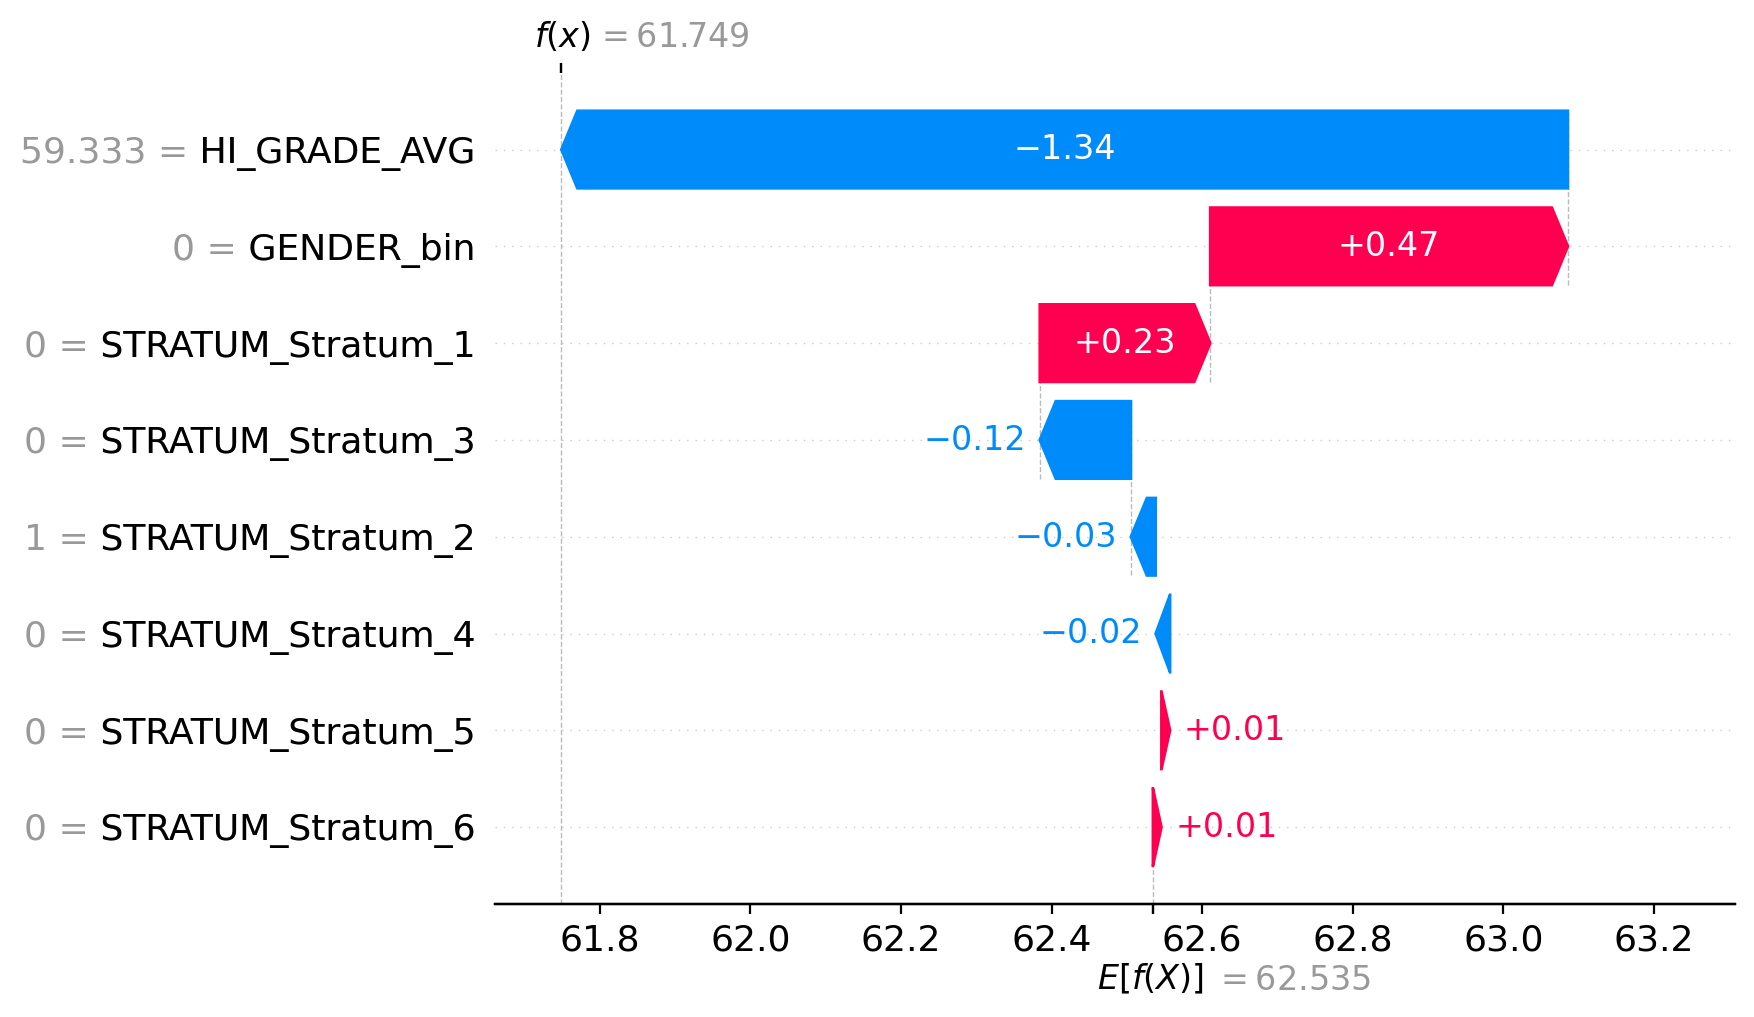 f(x) = 61.749
59.333 = HI_GRADE_AVG −1.34
0 = GENDER_bin +0.47
0 = STRATUM_Stratum_1 +0.23
0 = STRATUM_Stratum_3 −0.12
1 = STRATUM_Stratum_2 −0.03
0 = STRATUM_Stratum_4 −0.02
0 = STRATUM_Stratum_5 +0.01
0 = STRATUM_Stratum_6 +0.01
61.8 62.0 62.2 62.4 62.6 62.8 63.0 63.2
E[f(X)] = 62.535